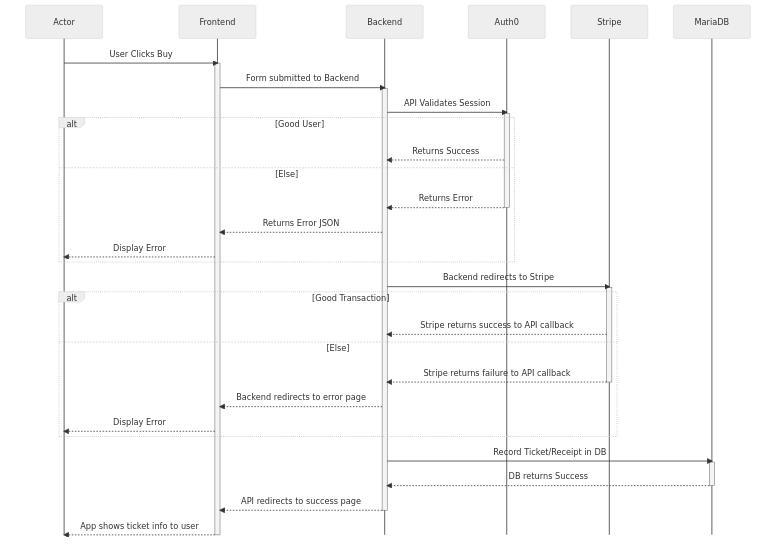 Actor Frontend Backend Auth0 Stripe MariaDB
User Clicks Buy
Form submitted to Backend
API Validates Session
alt [Good User]
Returns Success
[Else]
Returns Error
Returns Error JSON
Display Error
Backend redirects to Stripe
alt [Good Transaction]
Stripe returns success to API callback
[Else]
Stripe returns failure to API callback
Backend redirects to error page
Display Error
Record Ticket/Receipt in DB
DB returns Success
API redirects to success page
App shows ticket info to user